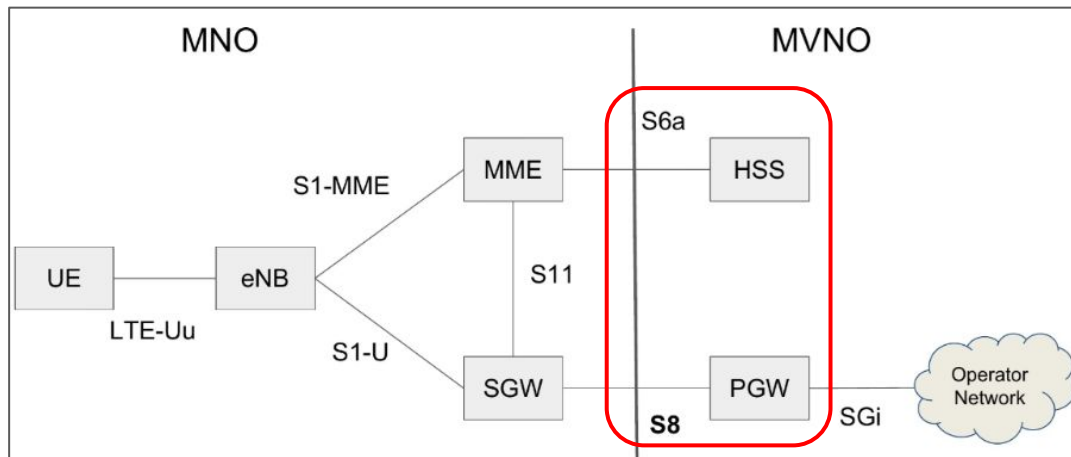 MNO
MVNO
S6a
MME
HSS
S1-MME
UE
eNB
S11
LTE-Uu
S1-U
SGW
PGW
Operator
Network
S8
SGi